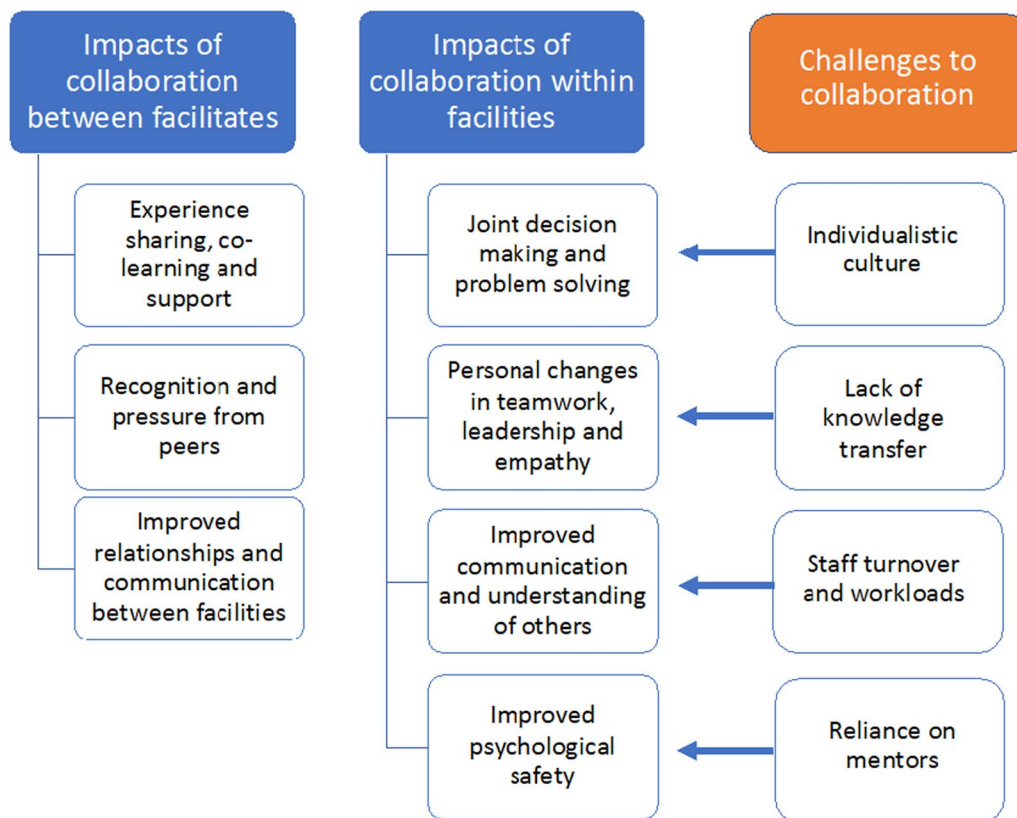 Impacts of
collaboration
between facilitates
Experience
sharing, co-
learning and
support
Recognition and
pressure from
peers
Improved
relationships and
communication
between facilities
Impacts of
collaboration within
facilities
Joint decision
making and
problem solving
Personal changes
in teamwork,
leadership and
empathy
Improved
communication
and understanding
of others
Improved
psychological
safety
Challenges to
collaboration
Individualistic
culture
Lack of
knowledge
transfer
Staff turnover
and workloads
Reliance on
mentors